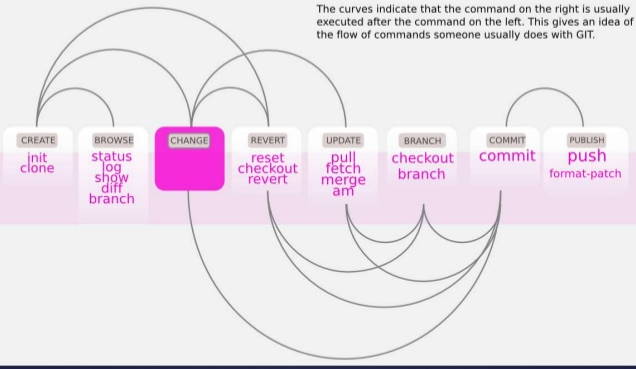 The curves indicate that the command on the right is usually
executed after the command on the left. This gives an idea of
the flow of commands someone usually does with GIT.
CREATE
init
clone
BROWSE
status
log
show
diff
branch
CHANGE
REVERT
reset
checkout
revert
UPDATE
pull
fetch
merge
am
BRANCH
checkout
branch
COMMIT
commit
PUBLISH
push
format-patch